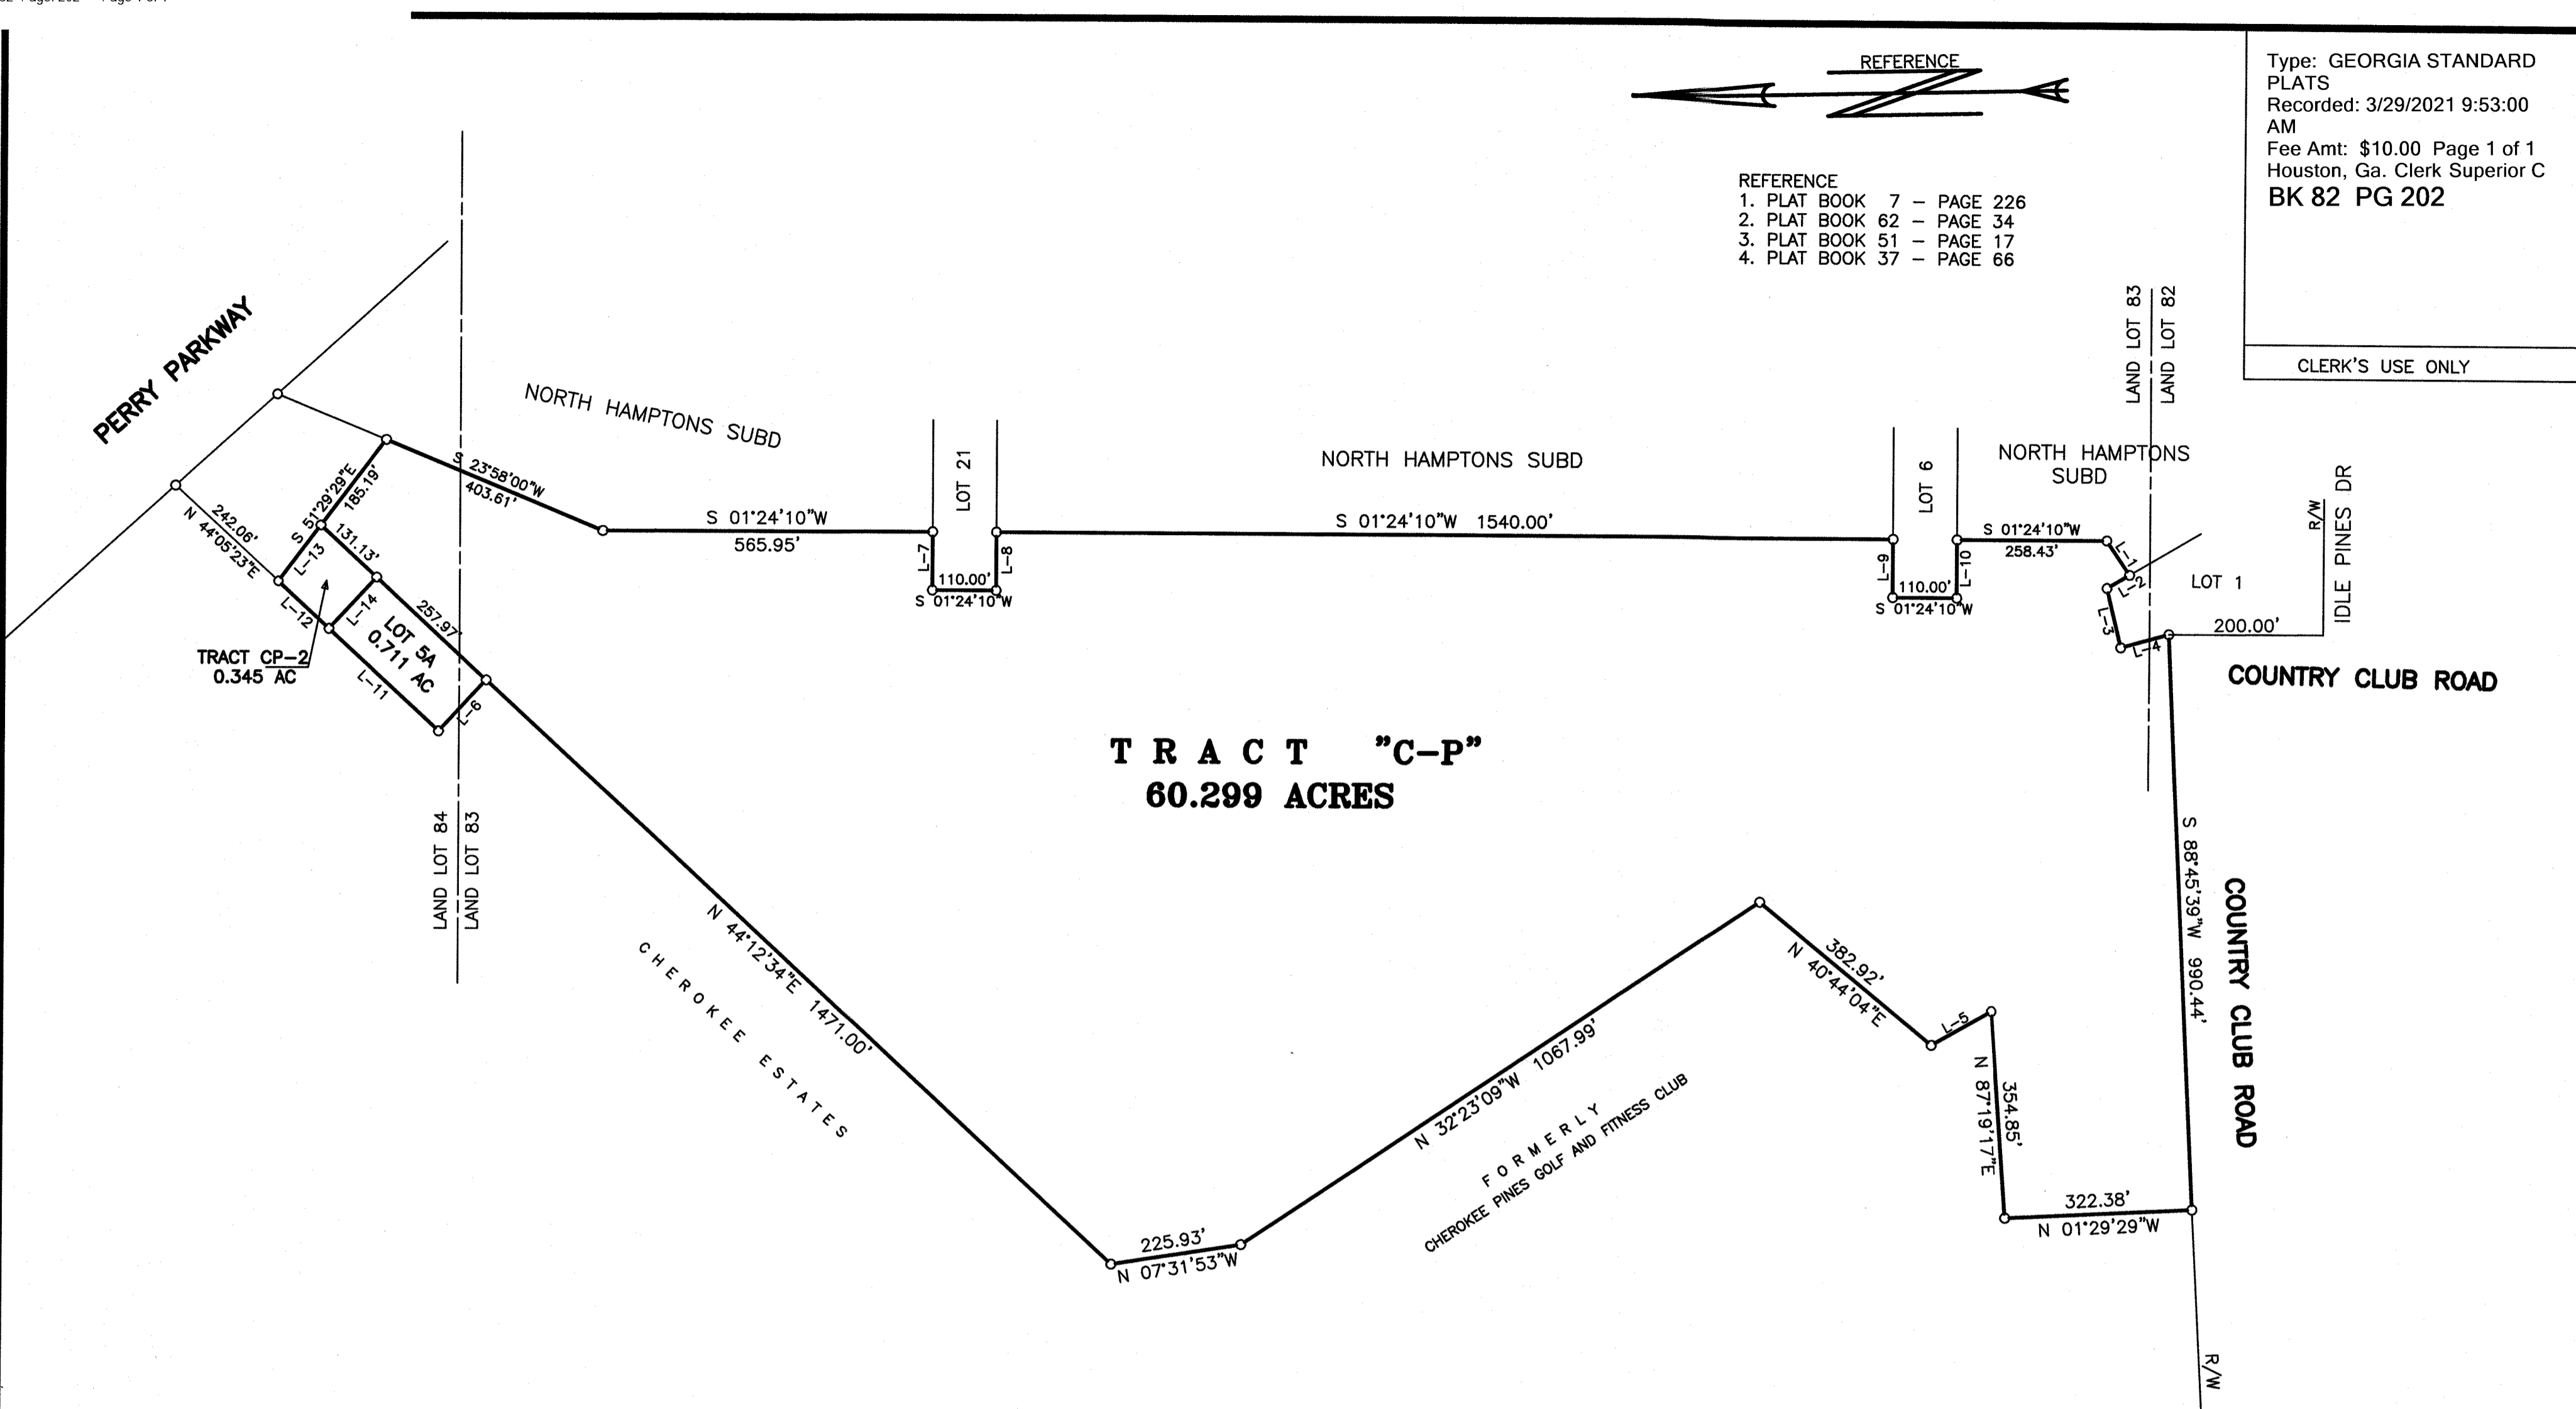 REFERENCE
Type: GEORGIA STANDARD
PLATS
Recorded: 3/29/2021 9:53:00
AM
Fee Amt: $10.00 Page 1 of 1
Houston, Ga. Clerk Superior C
BK 82 PG 202
CLERK'S USE ONLY
REFERENCE
1. PLAT BOOK 7 – PAGE 226
2. PLAT BOOK 62 – PAGE 34
3. PLAT BOOK 51 – PAGE 17
4. PLAT BOOK 37 – PAGE 66
LAND LOT 83
LAND LOT 82
PERRY PARKWAY
NORTH HAMPTONS SUBD
S 23°58'00"W
403.61'
S 51°29'29"E
185.19'
242.06'
N 44°05'23"E
131.13'
L-13
L-12
L-14
257.97'
LOT 5A
0.711 AC
TRACT CP-2
0.345 AC
L-11
L-6
S 01°24'10"W
565.95'
LOT 21
L-7
L-8
110.00'
S 01°24'10"W
NORTH HAMPTONS SUBD
S 01°24'10"W 1540.00'
LOT 6
L-9
L-10
110.00'
S 01°24'10"W
NORTH HAMPTONS
SUBD
S 01°24'10"W
258.43'
L-1
L-2
L-3
L-4
LOT 1
200.00'
R/W
IDLE PINES DR
COUNTRY CLUB ROAD
TRACT "C-P"
60.299 ACRES
LAND LOT 84
LAND LOT 83
N 44°12'34"E 1471.00'
CHEROKEE ESTATES
225.93'
N 07°31'53"W
N 32°23'09"W 1067.99'
FORMERLY
CHEROKEE PINES GOLF AND FITNESS CLUB
382.92'
N 40°44'04"E
L-5
354.85'
N 87°19'17"E
322.38'
N 01°29'29"W
S 88°45'39"W 990.44'
COUNTRY CLUB ROAD
R/W